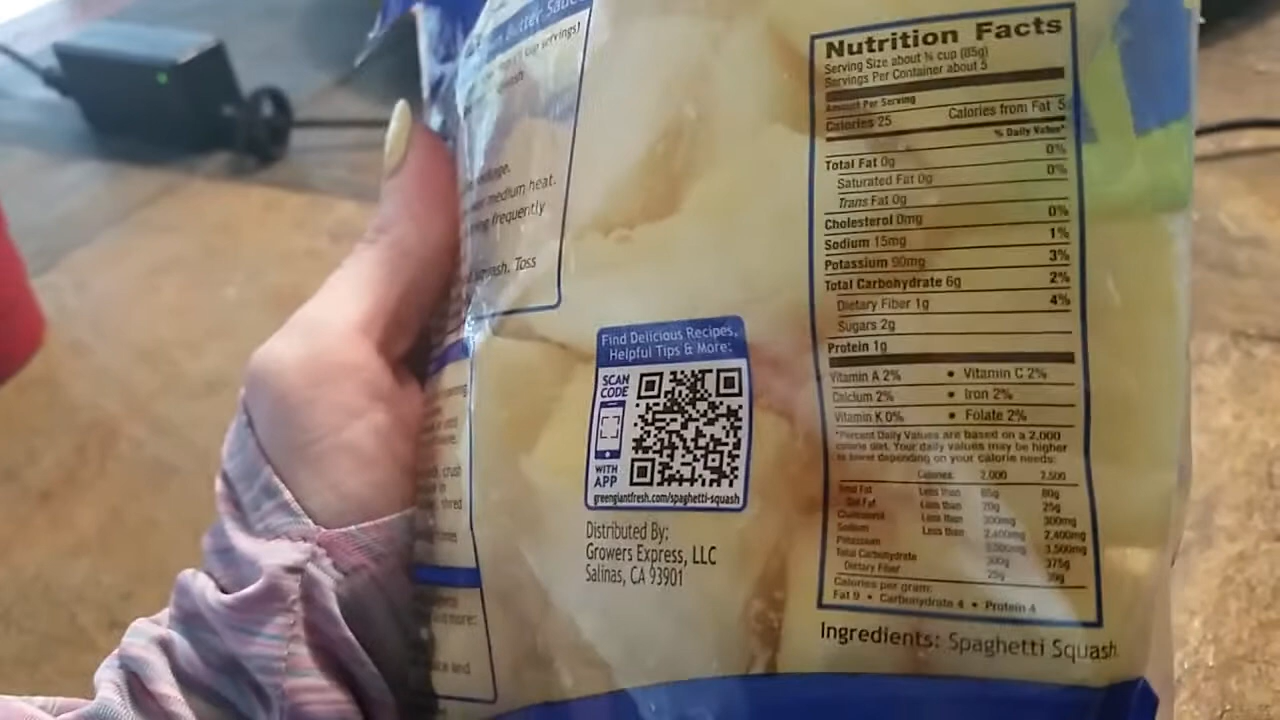 Butter Sauce
cup servings)
medium heat.
frequently
Toss
Find Delicious Recipes,
Helpful Tips & More:
SCAN
CODE
WITH
APP
greengiantfresh.com/spaghetti-squash
Distributed By:
Growers Express, LLC
Salinas, CA 93901
Nutrition Facts
Serving Size about ¾ cup (85g)
Servings Per Container about 5
Amount Per Serving
Calories 25 Calories from Fat 5
% Daily Value*
Total Fat 0g 0%
Saturated Fat 0g 0%
Trans Fat 0g
Cholesterol 0mg 0%
Sodium 15mg 1%
Potassium 90mg 3%
Total Carbohydrate 6g 2%
Dietary Fiber 1g 4%
Sugars 2g
Protein 1g
Vitamin A 2% • Vitamin C 2%
Calcium 2% • Iron 2%
Vitamin K 0% • Folate 2%
*Percent Daily Values are based on a 2,000
calorie diet. Your daily values may be higher
or lower depending on your calorie needs:
Calories: 2,000 2,500
Total Fat Less than 65g 80g
Sat Fat Less than 20g 25g
Cholesterol Less than 300mg 300mg
Sodium Less than 2,400mg 2,400mg
Potassium 3,500mg 3,500mg
Total Carbohydrate 300g 375g
Dietary Fiber 25g 30g
Calories per gram:
Fat 9 • Carbohydrate 4 • Protein 4
Ingredients: Spaghetti Squash